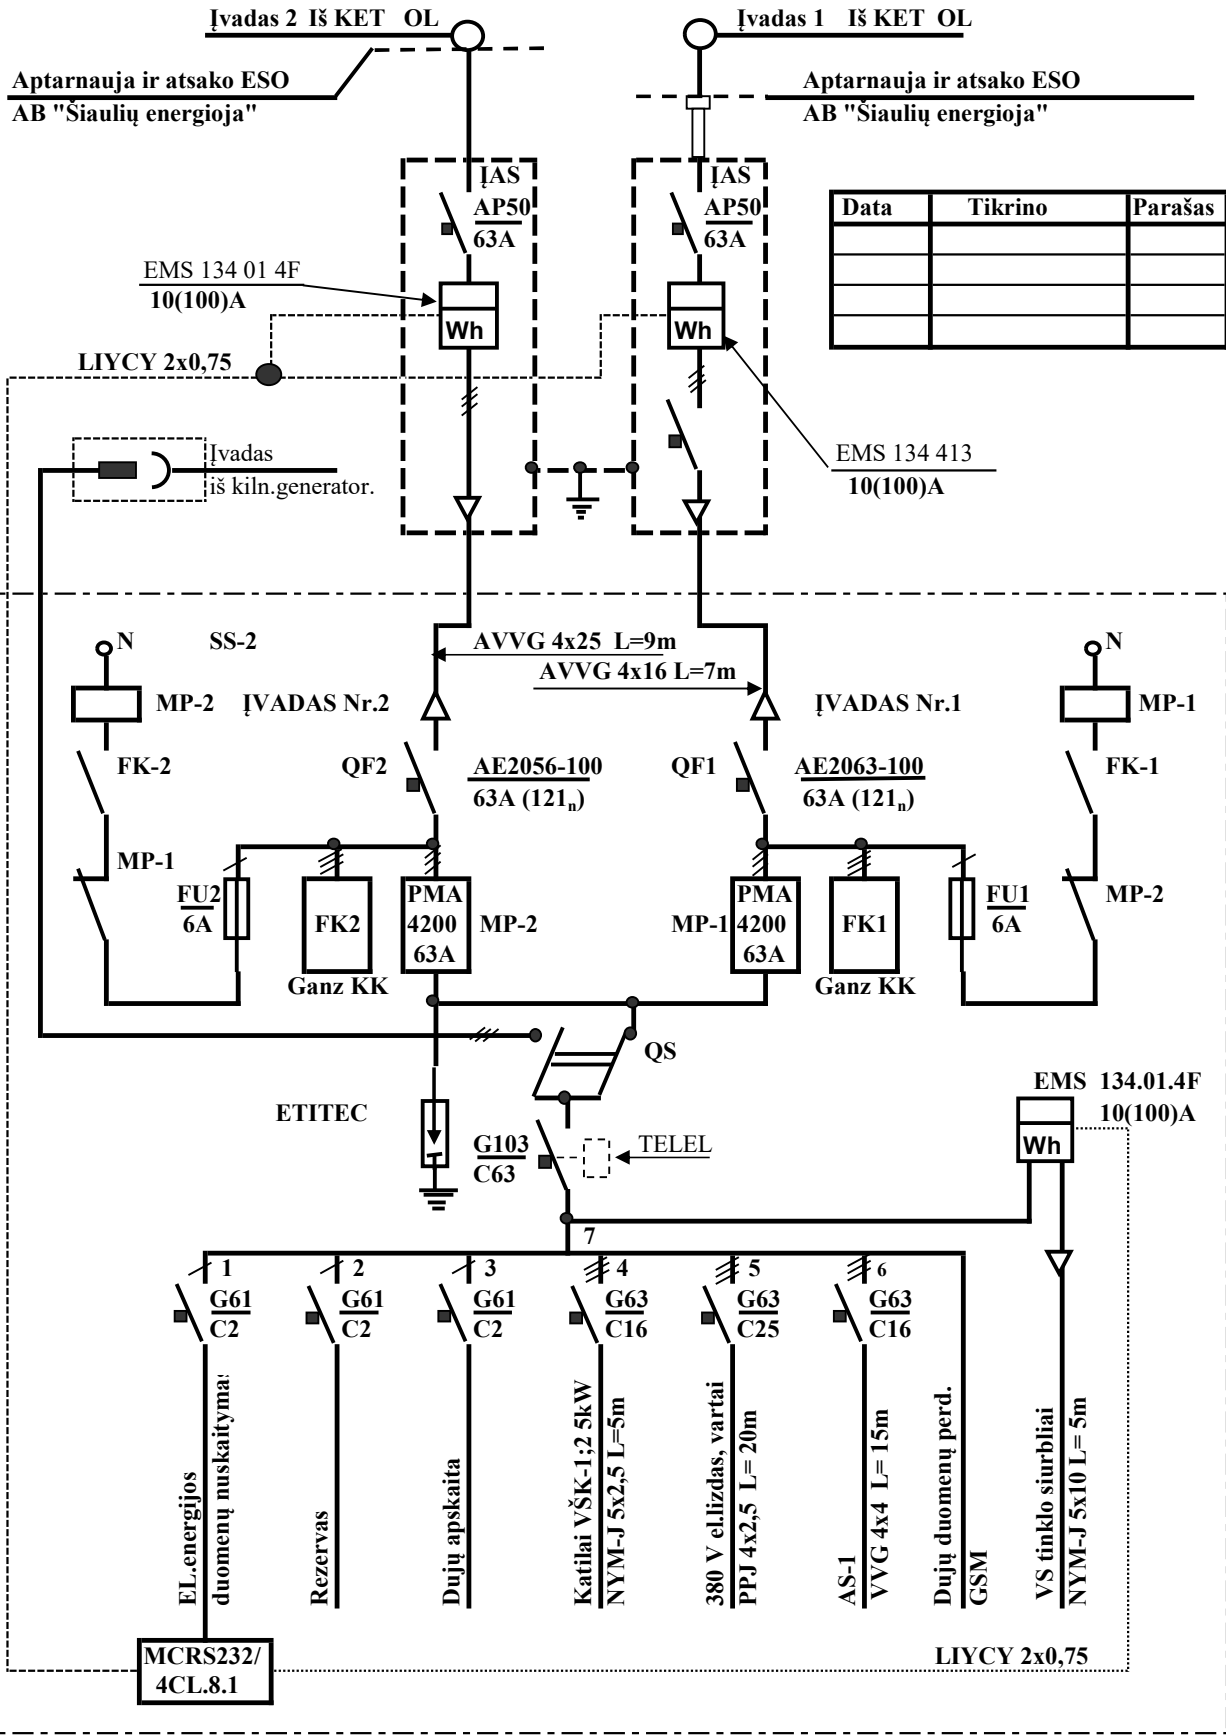 Įvadas 2 Iš KET OL
Įvadas 1 Iš KET OL
Aptarnauja ir atsako ESO
AB "Šiaulių energioja"
Aptarnauja ir atsako ESO
AB "Šiaulių energioja"
ĮAS
AP50
63A
ĮAS
AP50
63A
Data Tikrino Parašas
EMS 134 01 4F
10(100)A
Wh
Wh
LIYCY 2x0,75
Įvadas
iš kiln.generator.
EMS 134 413
10(100)A
N
SS-2
AVVG 4x25 L=9m
AVVG 4x16 L=7m
N
MP-2
ĮVADAS Nr.2
ĮVADAS Nr.1
MP-1
FK-2
QF2
AE2056-100
63A (121n)
QF1
AE2063-100
63A (121n)
FK-1
MP-1
FU2
6A
FK2
Ganz KK
PMA
4200
63A
MP-2
MP-1
PMA
4200
63A
FK1
Ganz KK
FU1
6A
MP-2
QS
EMS 134.01.4F
10(100)A
Wh
ETITEC
G103
C63
TELEL
7
1
G61
C2
2
G61
C2
3
G61
C2
4
G63
C16
5
G63
C25
6
G63
C16
EL.energijos
duomenų nuskaitymas
Rezervas
Dujų apskaita
Katilai VŠK-1;2 5kW
NYM-J 5x2,5 L=5m
380 V el.lizdas, vartai
PPJ 4x2,5 L= 20m
AS-1
VVG 4x4 L= 15m
Dujų duomenų perd.
GSM
VS tinklo siurbliai
NYM-J 5x10 L= 5m
MCRS232/
4CL.8.1
LIYCY 2x0,75